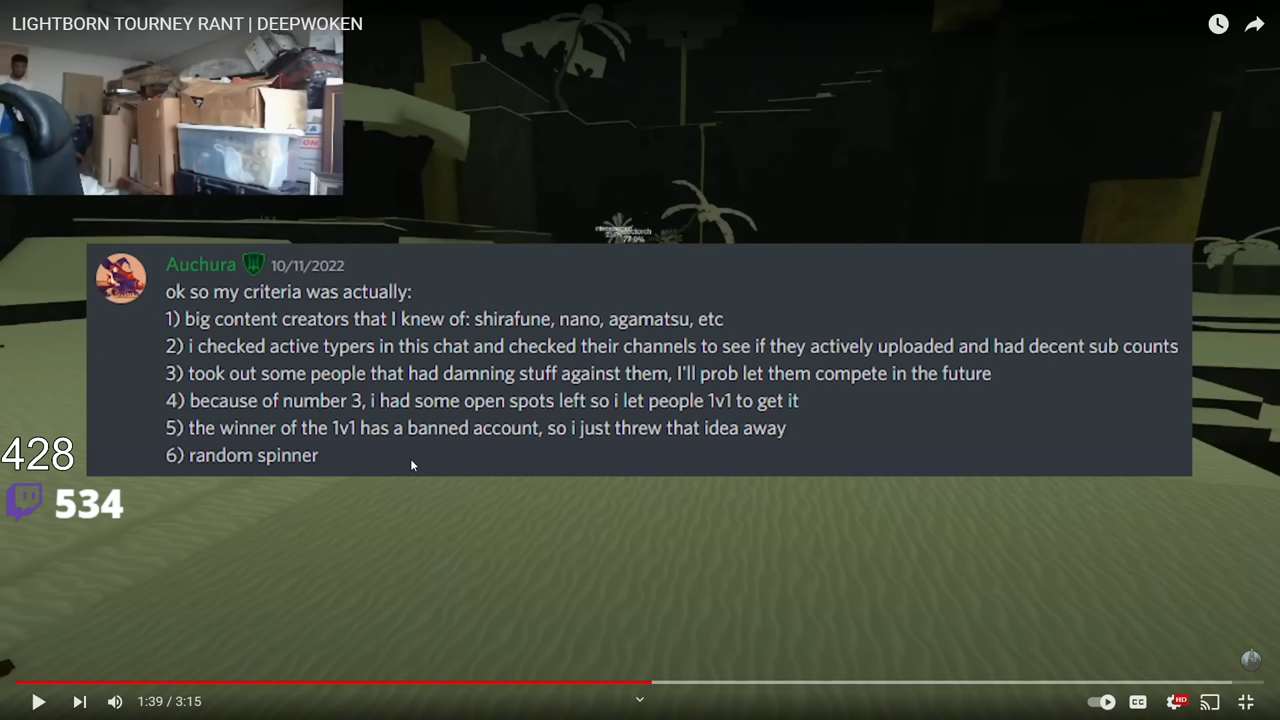 LIGHTBORN TOURNEY RANT | DEEPWOKEN
Auchura 10/11/2022
ok so my criteria was actually:
1) big content creators that I knew of: shirafune, nano, agamatsu, etc
2) i checked active typers in this chat and checked their channels to see if they actively uploaded and had decent sub counts
3) took out some people that had damning stuff against them, I'll prob let them compete in the future
4) because of number 3, i had some open spots left so i let people 1v1 to get it
5) the winner of the 1v1 has a banned account, so i just threw that idea away
6) random spinner
428
534
1:39 / 3:15
CC
HD